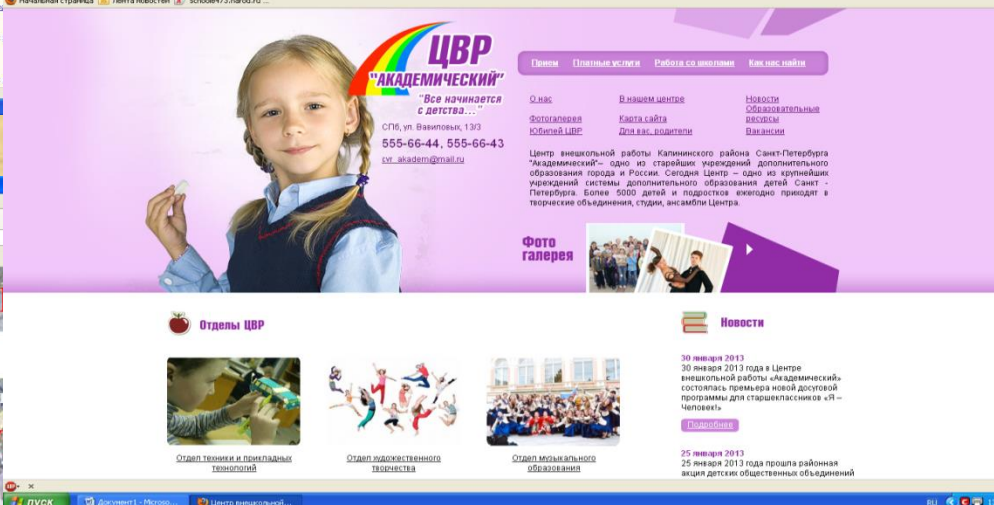 Начальная страница Лента новостей schoole473.narod.ru ...
ЦВР
"АКАДЕМИЧЕСКИЙ"
"Все начинается
с детства..."
СПб, ул. Вавиловых, 13/3
555-66-44, 555-66-43
cvr_akadem@mail.ru
Прием Платные услуги Работа со школами Как нас найти
О нас В нашем центре Новости
Образовательные
Фотогалерея Карта сайта ресурсы
Юбилей ЦВР Для вас, родители Вакансии
Центр внешкольной работы Калининского района Санкт-Петербурга
"Академический"– одно из старейших учреждений дополнительного
образования города и России. Сегодня Центр – одно из крупнейших
учреждений системы дополнительного образования детей Санкт -
Петербурга. Более 5000 детей и подростков ежегодно приходят в
творческие объединения, студии, ансамбли Центра.
Фото
галерея
Отделы ЦВР
Отдел техники и прикладных
технологий
Отдел художественного
творчества
Отдел музыкального
образования
Новости
30 января 2013
30 января 2013 года в Центре
внешкольной работы «Академический»
состоялась премьера новой досуговой
программы для старшеклассников «Я –
Человек!»
Подробнее
25 января 2013
25 января 2013 года прошла районная
акция детских общественных объединений
ABP
пуск Документ1 - Microso... Центр внешкольной... RU